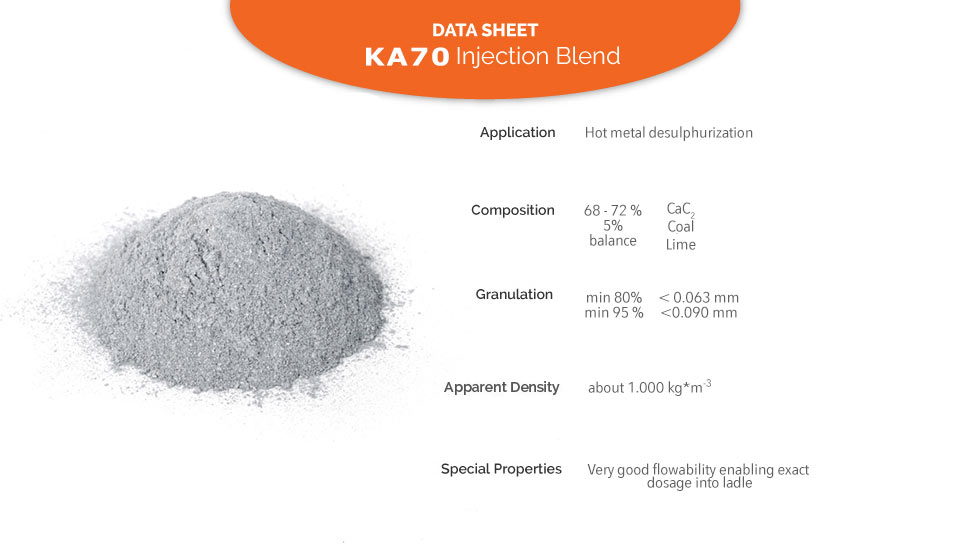 DATA SHEET
KA70 Injection Blend
Application Hot metal desulphurization
Composition 68 - 72 % CaC₂
5% Coal
balance Lime
Granulation min 80% < 0.063 mm
min 95 % <0.090 mm
Apparent Density about 1.000 kg*m⁻³
Special Properties Very good flowability enabling exact
dosage into ladle